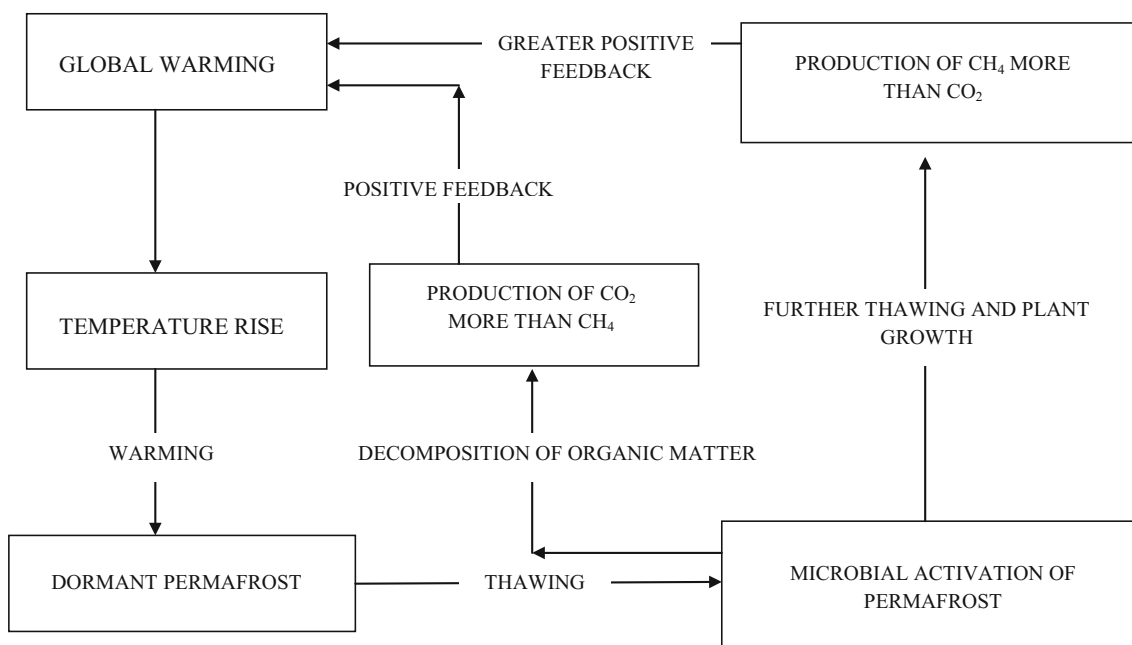 GLOBAL WARMING
GREATER POSITIVE
FEEDBACK
PRODUCTION OF CH₄ MORE
THAN CO₂
POSITIVE FEEDBACK
TEMPERATURE RISE
PRODUCTION OF CO₂
MORE THAN CH₄
FURTHER THAWING AND PLANT
GROWTH
WARMING
DECOMPOSITION OF ORGANIC MATTER
DORMANT PERMAFROST
THAWING
MICROBIAL ACTIVATION OF
PERMAFROST